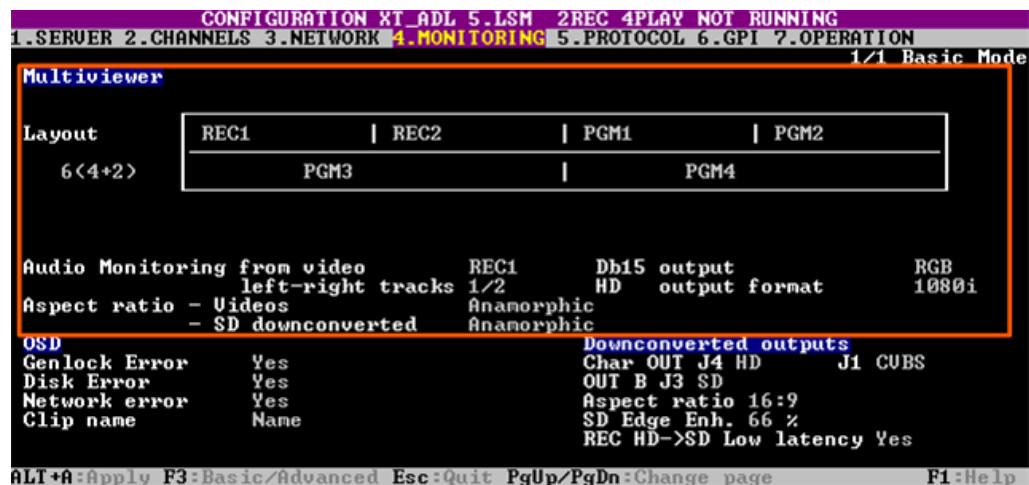 CONFIGURATION XT_ADL 5.LSM 2REC 4PLAY NOT RUNNING
1.SERVER 2.CHANNELS 3.NETWORK 4.MONITORING 5.PROTOCOL 6.GPI 7.OPERATION
1/1 Basic Mode
Multiviewer
Layout REC1 | REC2 | PGM1 | PGM2
6(4+2) PGM3 | PGM4
Audio Monitoring from video REC1 Db15 output RGB
left-right tracks 1/2 HD output format 1080i
Aspect ratio - Videos Anamorphic
- SD downconverted Anamorphic
OSD Downconverted outputs
Genlock Error Yes Char OUT J4 HD J1 CVBS
Disk Error Yes OUT B J3 SD
Network error Yes Aspect ratio 16:9
Clip name Name SD Edge Enh. 66 %
REC HD->SD Low latency Yes
ALT+A:Apply F3:Basic/Advanced Esc:Quit PgUp/PgDn:Change page F1:Help